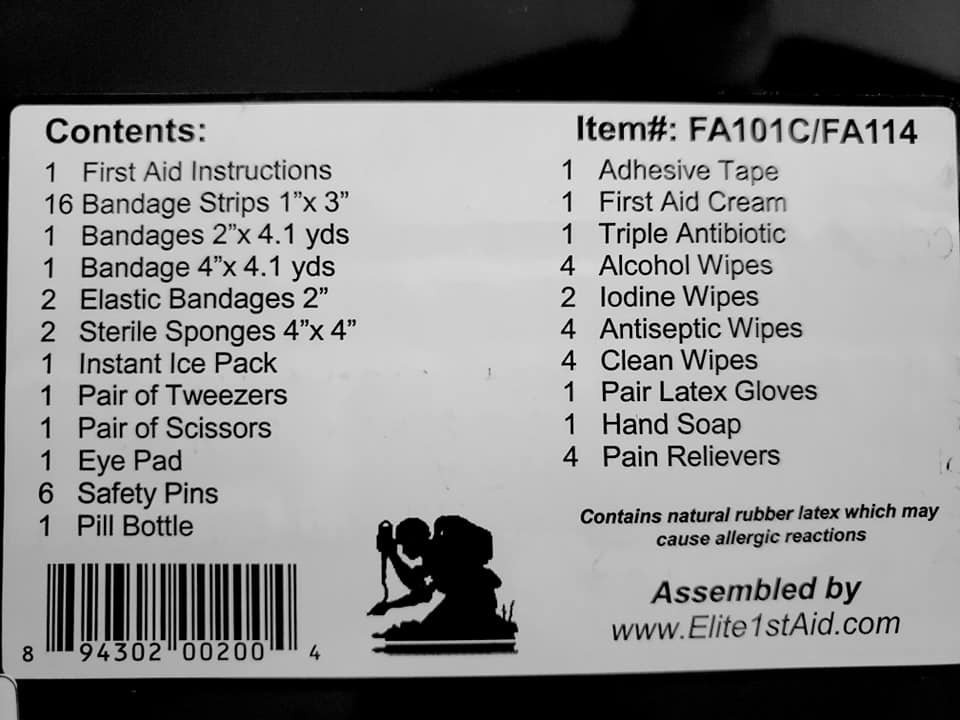 Contents:
1 First Aid Instructions
16 Bandage Strips 1”x 3”
1 Bandages 2”x 4.1 yds
1 Bandage 4”x 4.1 yds
2 Elastic Bandages 2”
2 Sterile Sponges 4”x 4”
1 Instant Ice Pack
1 Pair of Tweezers
1 Pair of Scissors
1 Eye Pad
6 Safety Pins
1 Pill Bottle
8 94302 00200 4
Item#: FA101C/FA114
1 Adhesive Tape
1 First Aid Cream
1 Triple Antibiotic
4 Alcohol Wipes
2 Iodine Wipes
4 Antiseptic Wipes
4 Clean Wipes
1 Pair Latex Gloves
1 Hand Soap
4 Pain Relievers
Contains natural rubber latex which may
cause allergic reactions
Assembled by
www.Elite1stAid.com